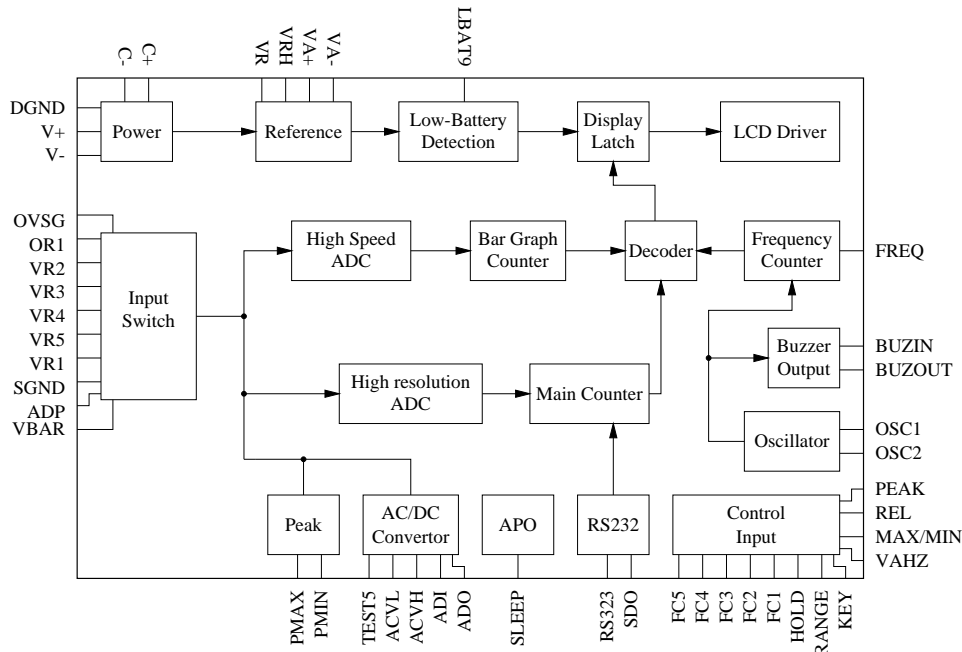 C-
C+
VR
VRH
VA+
VA-
LBAT9
DGND
V+
V-
Power
Reference
Low-Battery
Detection
Display
Latch
LCD Driver
OVSG
OR1
VR2
VR3
VR4
VR5
VR1
SGND
ADP
VBAR
Input
Switch
High Speed
ADC
Bar Graph
Counter
Decoder
Frequency
Counter
FREQ
High resolution
ADC
Main Counter
Buzzer
Output
BUZIN
BUZOUT
Oscillator
OSC1
OSC2
Peak
AC/DC
Convertor
APO
RS232
Control
Input
PEAK
REL
MAX/MIN
VAHZ
PMAX
PMIN
TEST5
ACVL
ACVH
ADI
ADO
SLEEP
RS323
SDO
FC5
FC4
FC3
FC2
FC1
HOLD
RANGE
KEY